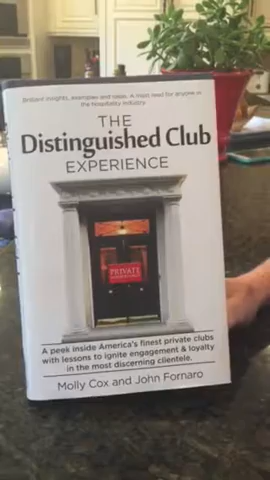 Brilliant insights, examples and ideas. A must read for anyone in
the hospitality industry.
THE
Distinguished Club
EXPERIENCE
PRIVATE
A peek inside America's finest private clubs
with lessons to ignite engagement & loyalty
in the most discerning clientele.
Molly Cox and John Fornaro